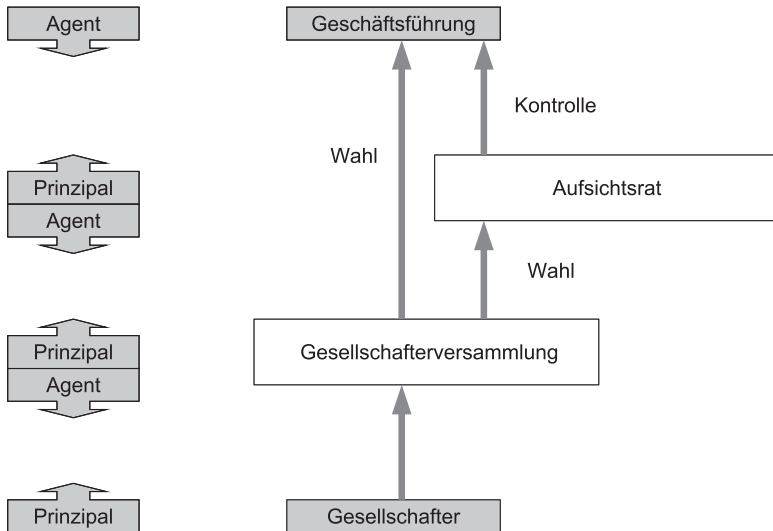 Agent
Geschäftsführung
Kontrolle
Wahl
Prinzipal
Agent
Aufsichtsrat
Wahl
Prinzipal
Agent
Gesellschafterversammlung
Prinzipal
Gesellschafter